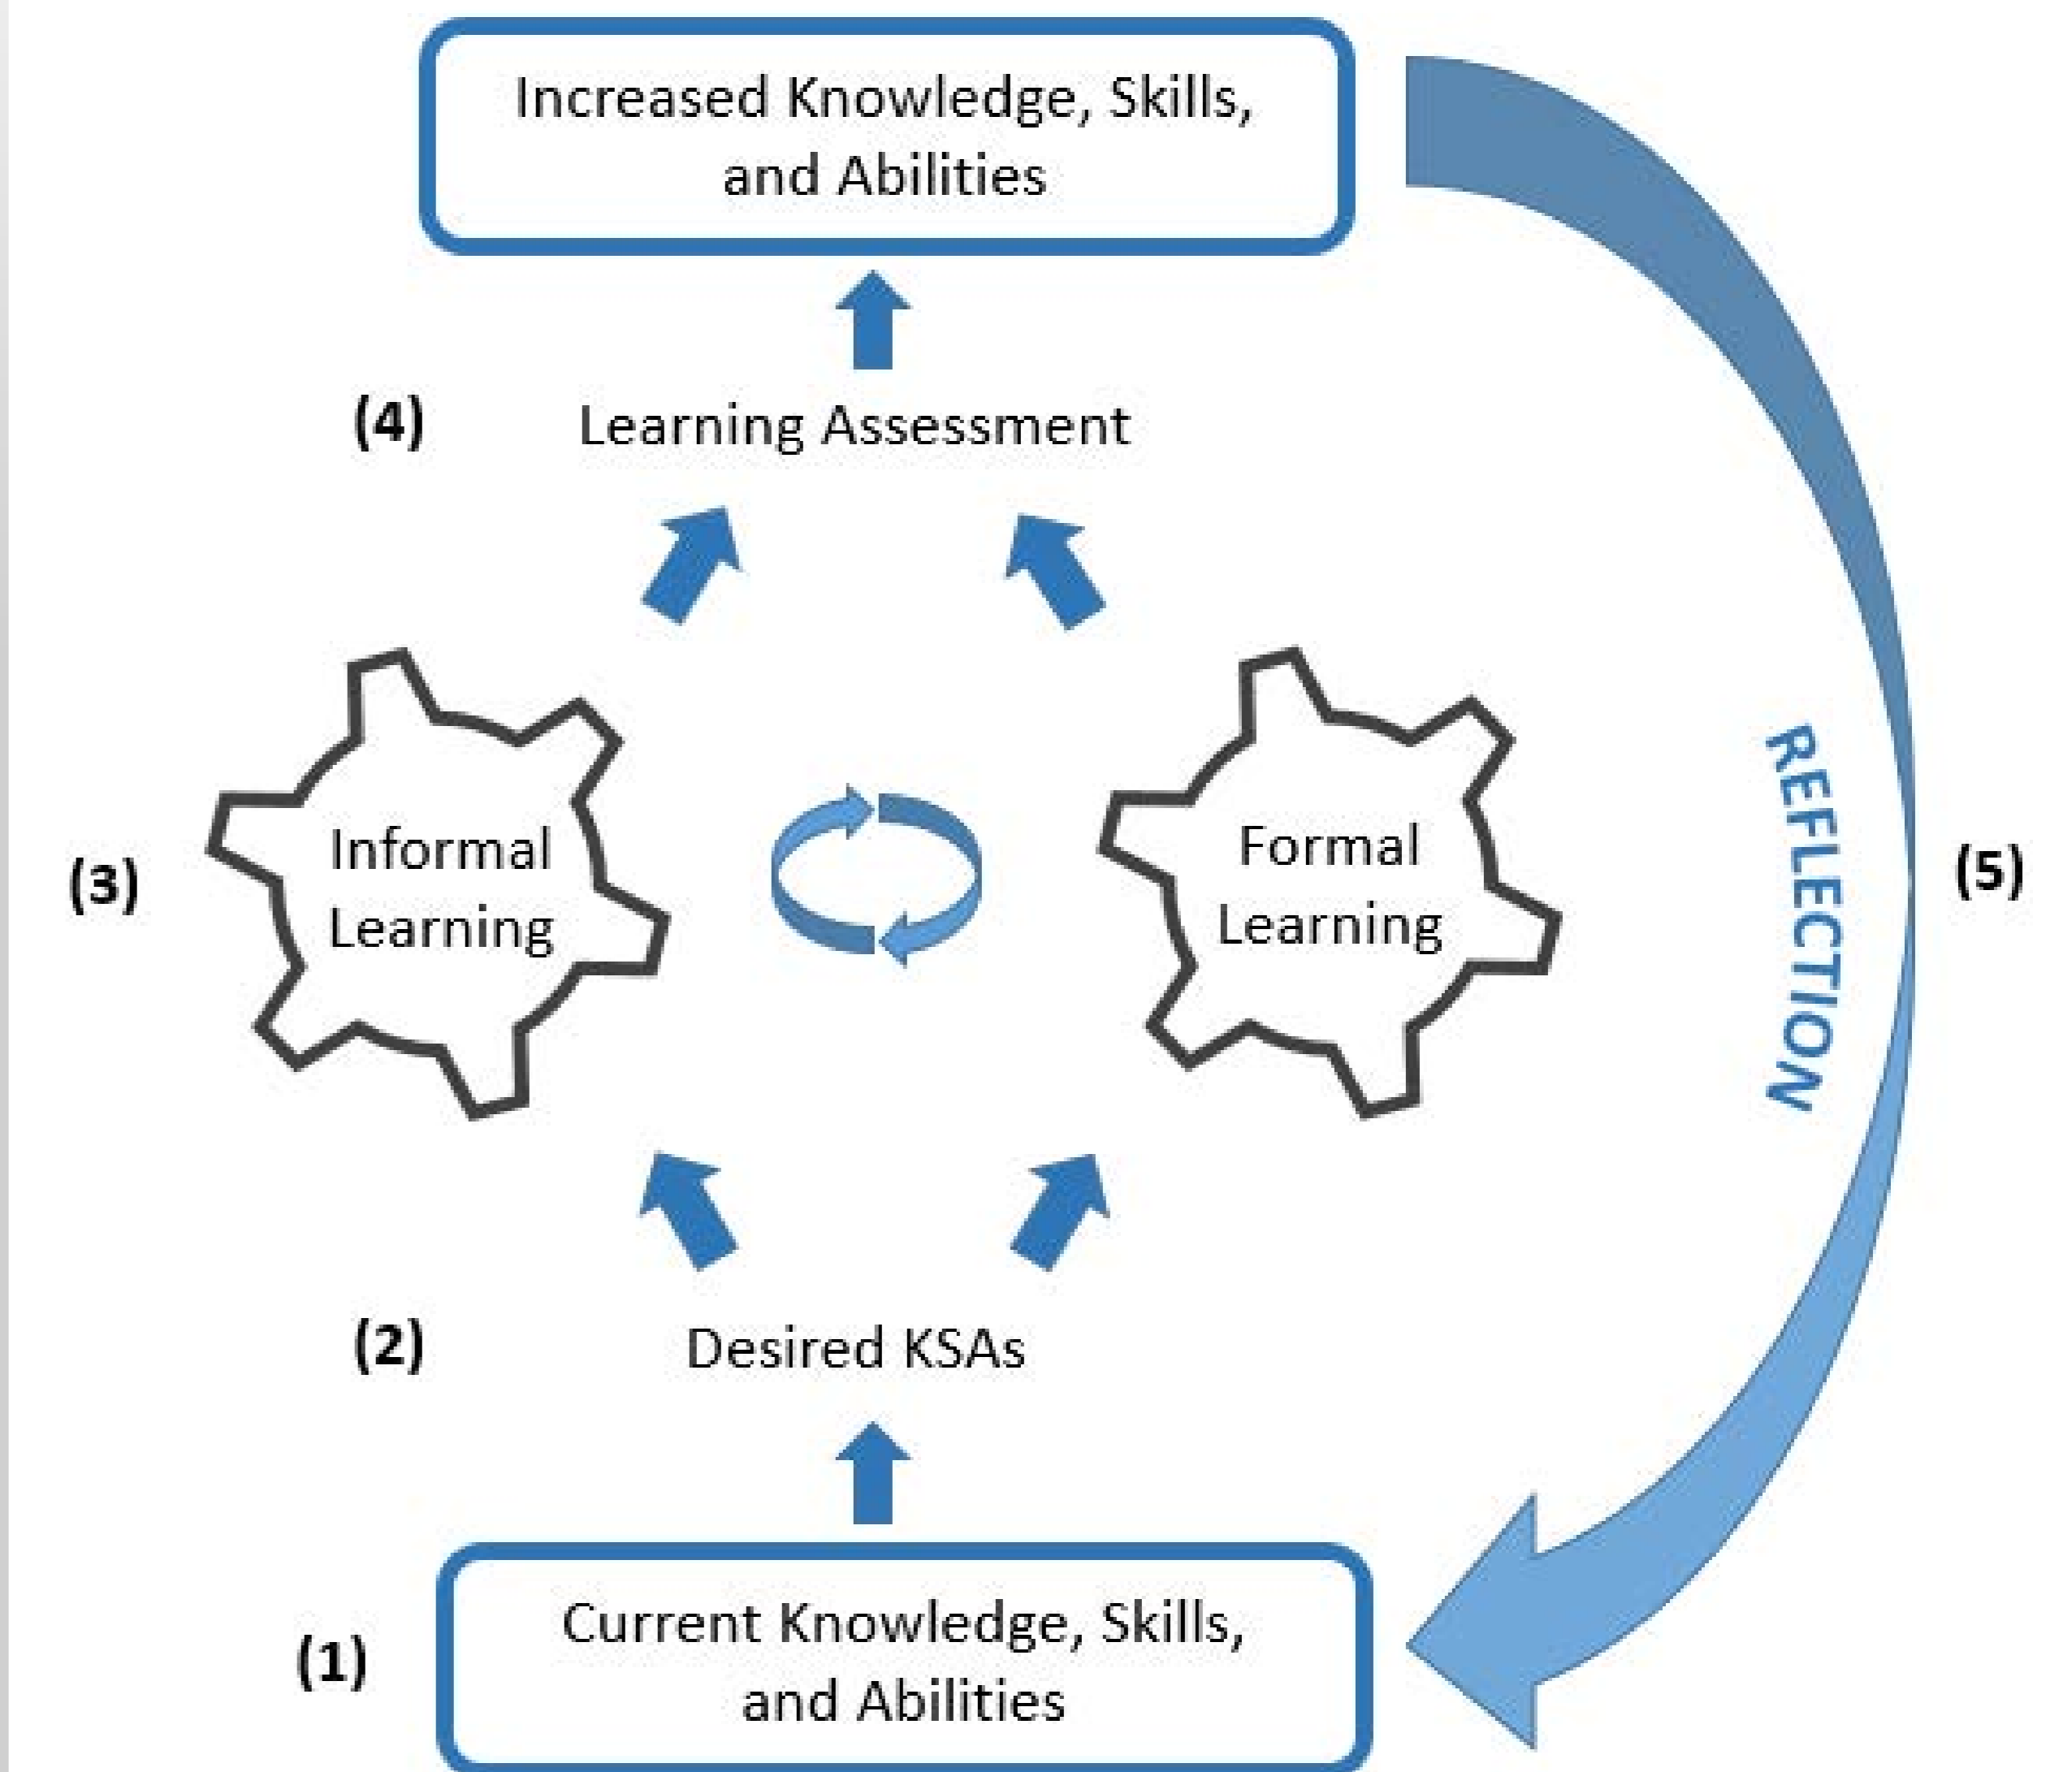 Increased Knowledge, Skills,
and Abilities
(4)
Learning Assessment
(3)
Informal
Learning
Formal
Learning
REFLECTION
(5)
(2)
Desired KSAs
(1)
Current Knowledge, Skills,
and Abilities